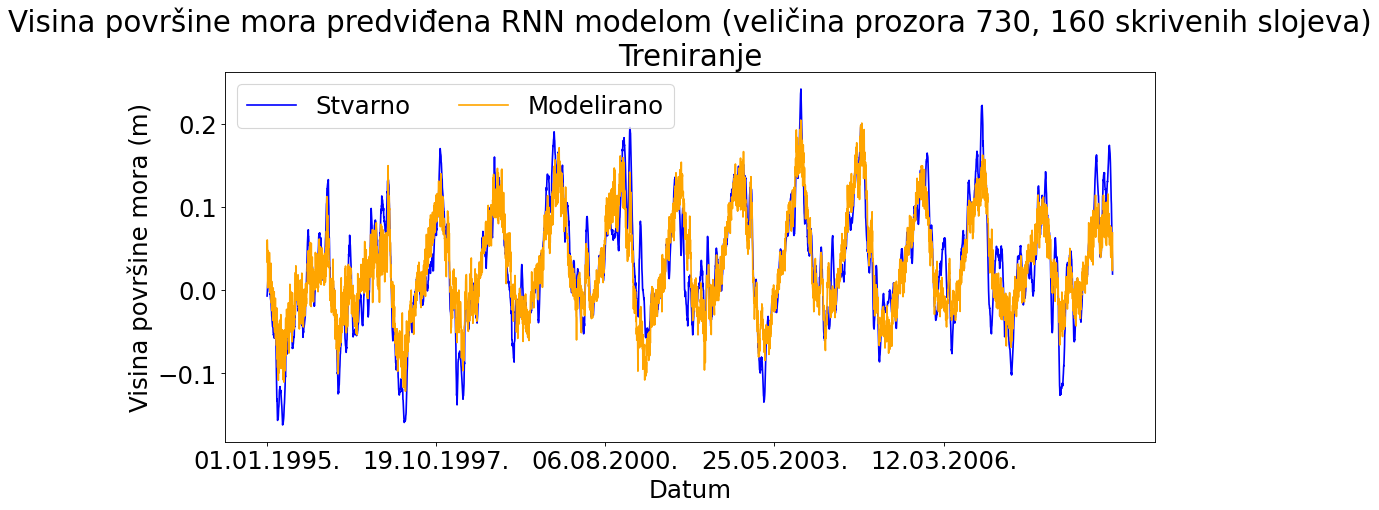 Visina površine mora predviđena RNN modelom (veličina prozora 730, 160 skrivenih slojeva)
Treniranje
Stvarno Modelirano
Visina površine mora (m)
0.2
0.1
0.0
−0.1
01.01.1995. 19.10.1997. 06.08.2000. 25.05.2003. 12.03.2006.
Datum